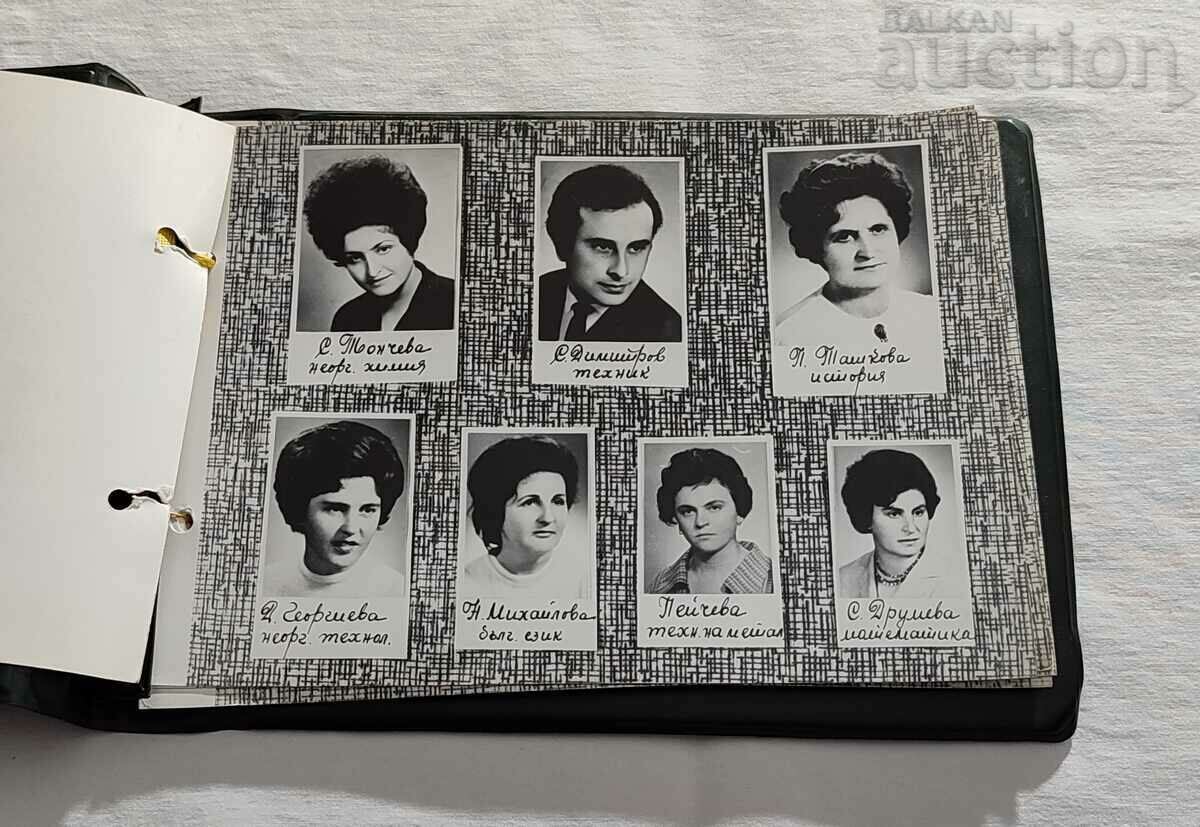 BALKAN
auction
С. Тончева
неорг. химия
С. Димитров
техник
П. Ташкова
история
Д. Георгиева
неорг. технол.
Н. Михайлова
бълг. език
Пейчева
техн. на метал
С. Друмева
математика